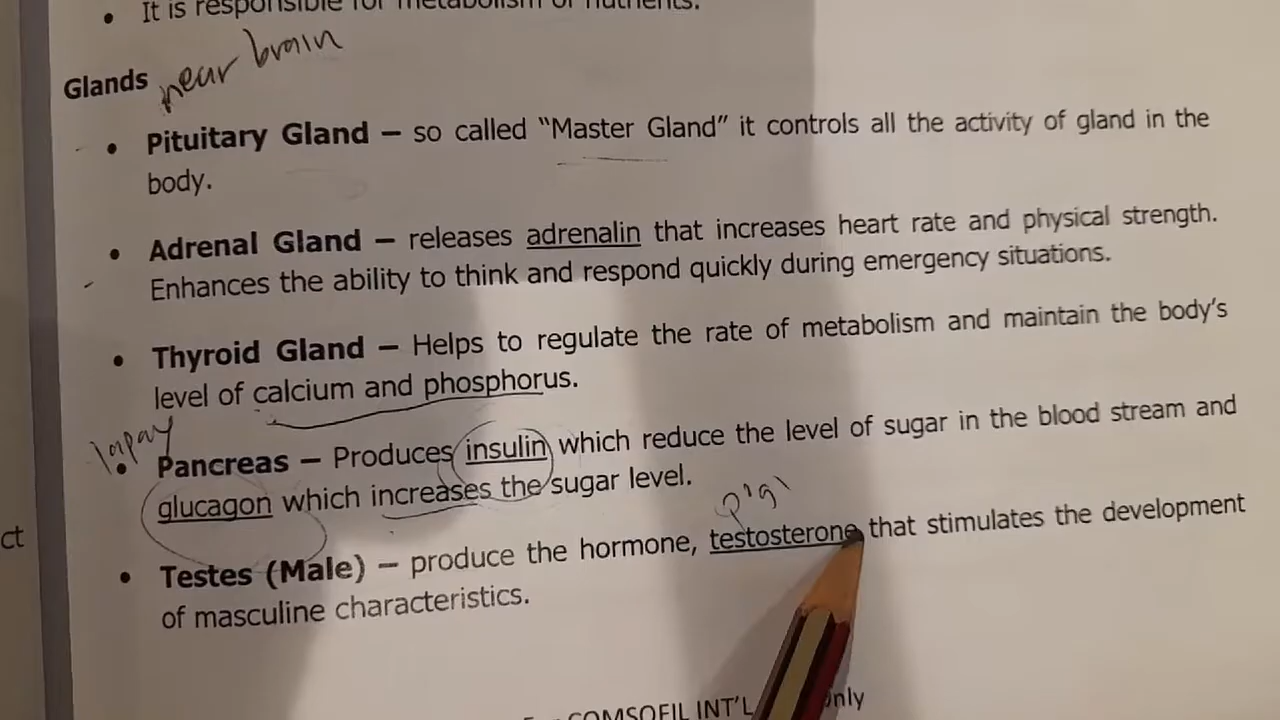 • It is responsible for metabolism of nutrients.
near brain
Glands
• Pituitary Gland – so called “Master Gland” it controls all the activity of gland in the
body.
• Adrenal Gland – releases adrenalin that increases heart rate and physical strength.
Enhances the ability to think and respond quickly during emergency situations.
• Thyroid Gland – Helps to regulate the rate of metabolism and maintain the body’s
level of calcium and phosphorus.
lapay
• Pancreas – Produces insulin which reduce the level of sugar in the blood stream and
glucagon which increases the sugar level.
• Testes (Male) – produce the hormone, testosterone that stimulates the development
of masculine characteristics.
ct
COMSOFIL INT’L